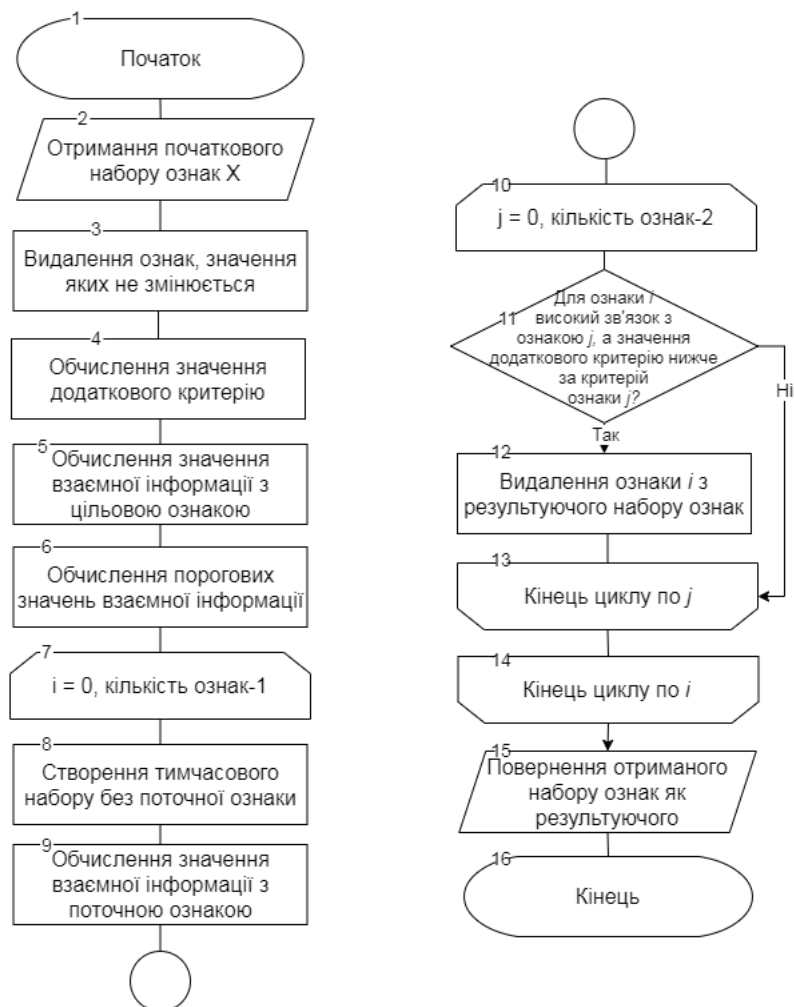 1
Початок
2
Отримання початкового
набору ознак X
3
Видалення ознак, значення
яких не змінюється
4
Обчислення значення
додаткового критерію
5
Обчислення значення
взаємної інформації з
цільовою ознакою
6
Обчислення порогових
значень взаємної інформації
7
i = 0, кількість ознак-1
8
Створення тимчасового
набору без поточної ознаки
9
Обчислення значення
взаємної інформації з
поточною ознакою
10
j = 0, кількість ознак-2
11
Для ознаки i
високий зв'язок з
ознакою j, а значення
додаткового критерію нижче
за критерій
ознаки j?
Ні
Так
12
Видалення ознаки i з
результуючого набору ознак
13
Кінець циклу по j
14
Кінець циклу по i
15
Повернення отриманого
набору ознак як
результуючого
16
Кінець